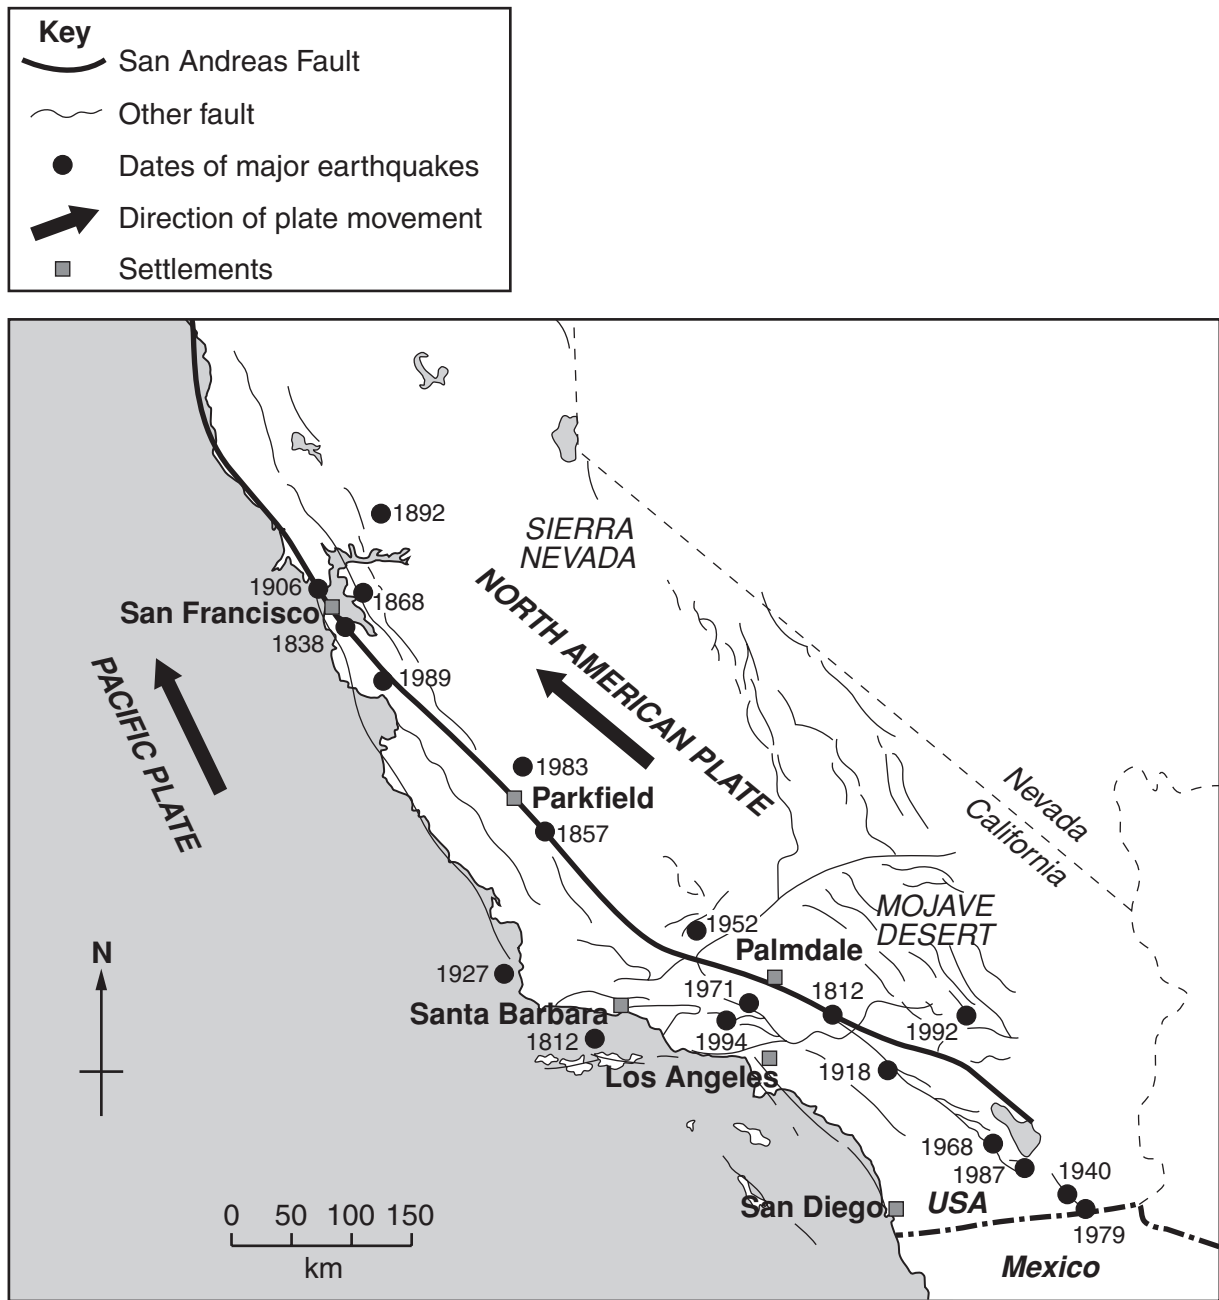 Key
San Andreas Fault
Other fault
Dates of major earthquakes
Direction of plate movement
Settlements
1892
SIERRA
NEVADA
1906
1868
San Francisco
1838
NORTH AMERICAN PLATE
PACIFIC PLATE
1989
1983
Parkfield
1857
Nevada
California
MOJAVE
DESERT
1952
Palmdale
N
1927
1971
1812
Santa Barbara
1994
1992
1812
Los Angeles
1918
1968
1987
1940
San Diego
USA
1979
0 50 100 150
km
Mexico